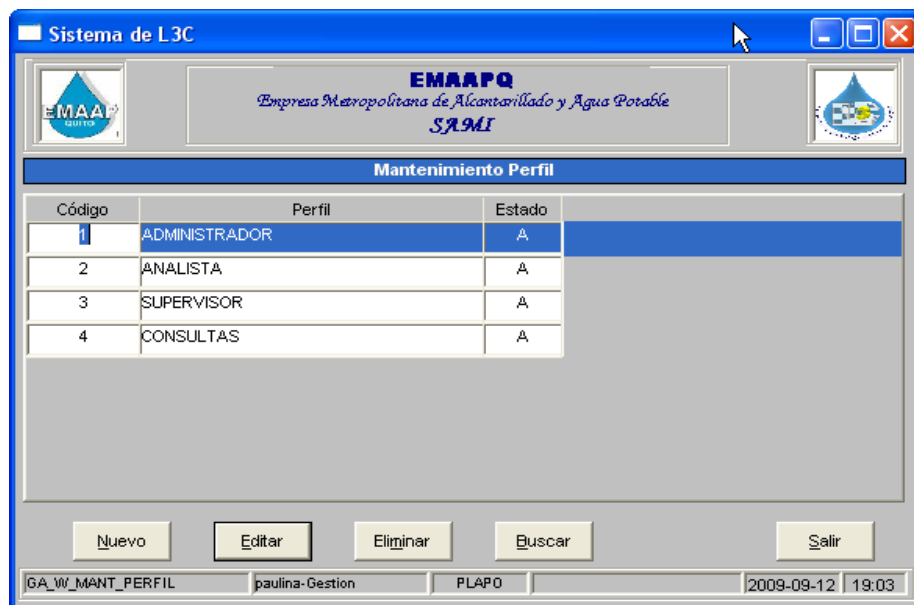 Sistema de L3C
EMAAPQ
Empresa Metropolitana de Alcantarillado y Agua Potable
SAMI
EMAAP
QUITO
Mantenimiento Perfil
Código Perfil Estado
1 ADMINISTRADOR A
2 ANALISTA A
3 SUPERVISOR A
4 CONSULTAS A
Nuevo Editar Eliminar Buscar Salir
GA_W_MANT_PERFIL paulina-Gestion PLAPO 2009-09-12 19:03